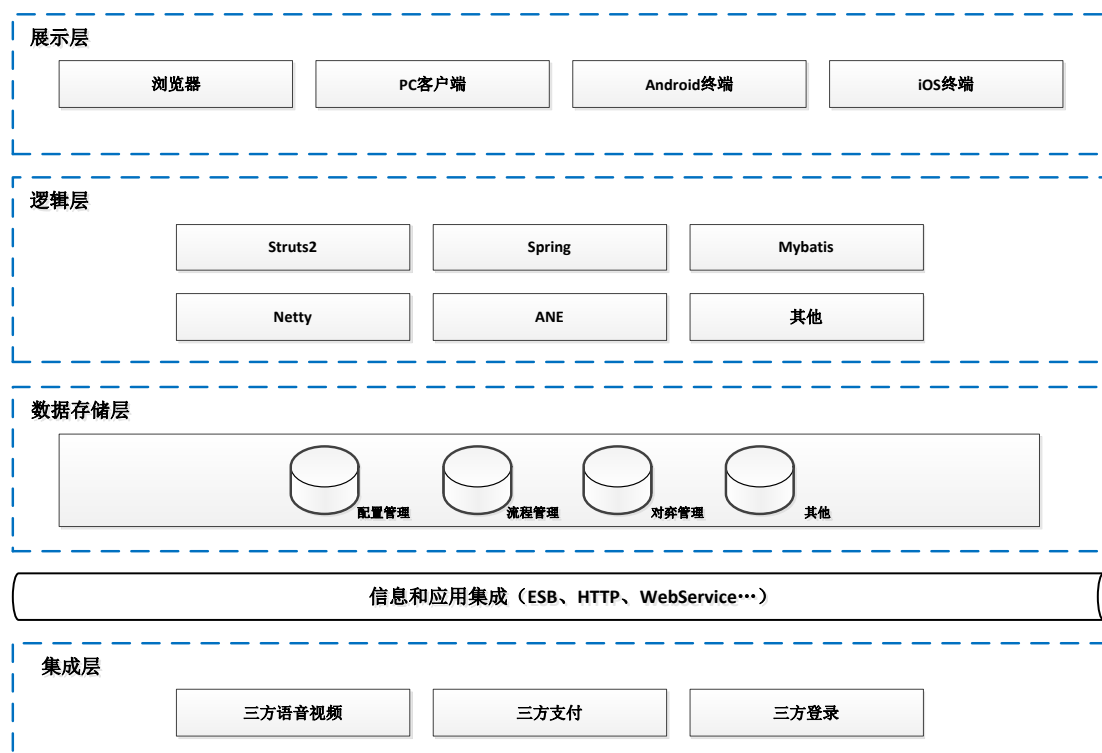 展示层
浏览器
PC客户端
Android终端
iOS终端
逻辑层
Struts2
Spring
Mybatis
Netty
ANE
其他
数据存储层
配置管理
流程管理
对弈管理
其他
信息和应用集成（ESB、HTTP、WebService…）
集成层
三方语音视频
三方支付
三方登录